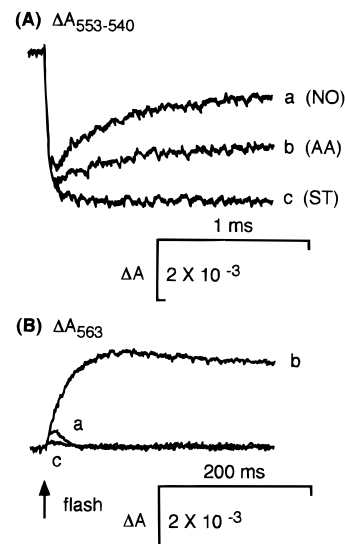 (A) ΔA553-540
a (NO)
b (AA)
c (ST)
1 ms
ΔA 2 X 10 -3
(B) ΔA563
b
a
c
200 ms
flash
ΔA 2 X 10 -3